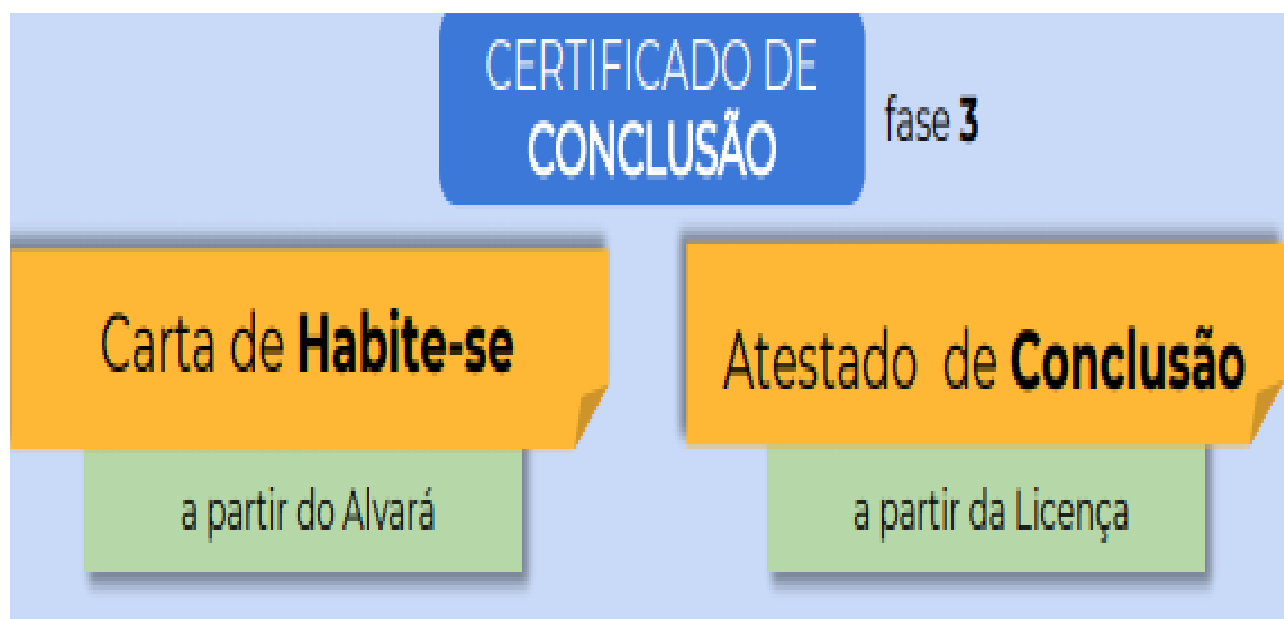 CERTIFICADO DE
CONCLUSÃO
fase 3
Carta de Habite-se
a partir do Alvará
Atestado de Conclusão
a partir da Licença